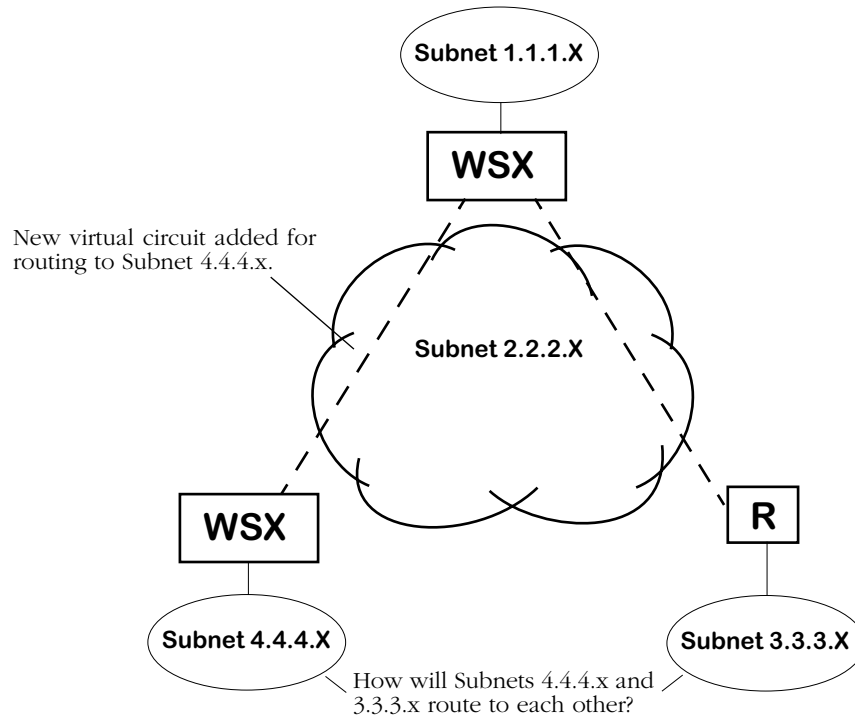 Subnet 1.1.1.X
WSX
New virtual circuit added for
routing to Subnet 4.4.4.x.
Subnet 2.2.2.X
WSX
R
Subnet 4.4.4.X
Subnet 3.3.3.X
How will Subnets 4.4.4.x and
3.3.3.x route to each other?